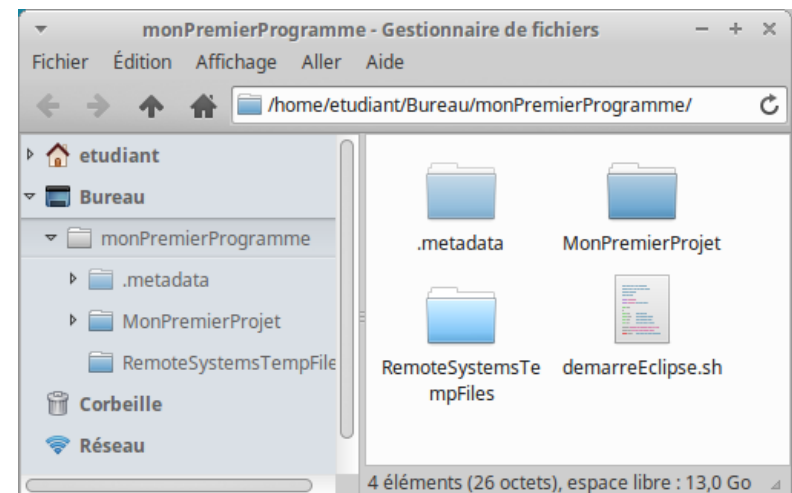 monPremierProgramme - Gestionnaire de fichiers
Fichier Édition Affichage Aller Aide
/home/etudiant/Bureau/monPremierProgramme/
etudiant
Bureau
monPremierProgramme
.metadata
MonPremierProjet
RemoteSystemsTempFile
Corbeille
Réseau
.metadata
MonPremierProjet
RemoteSystemsTe
mpFiles
demarreEclipse.sh
4 éléments (26 octets), espace libre : 13,0 Go